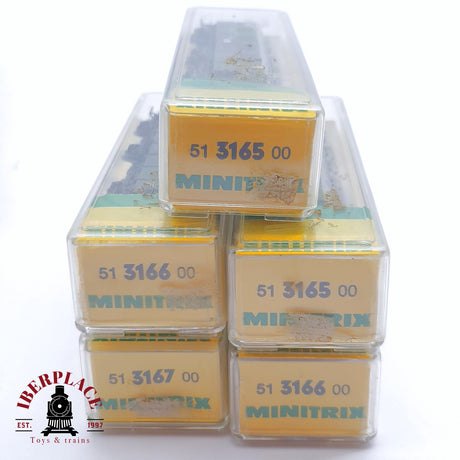 51 3165 00
MINITRIX
51 3166 00
MINITRIX
51 3165 00
MINITRIX
51 3167 00
MINITRIX
51 3166 00
MINITRIX
IBERPLACE
EST. 1997
Toys & trains